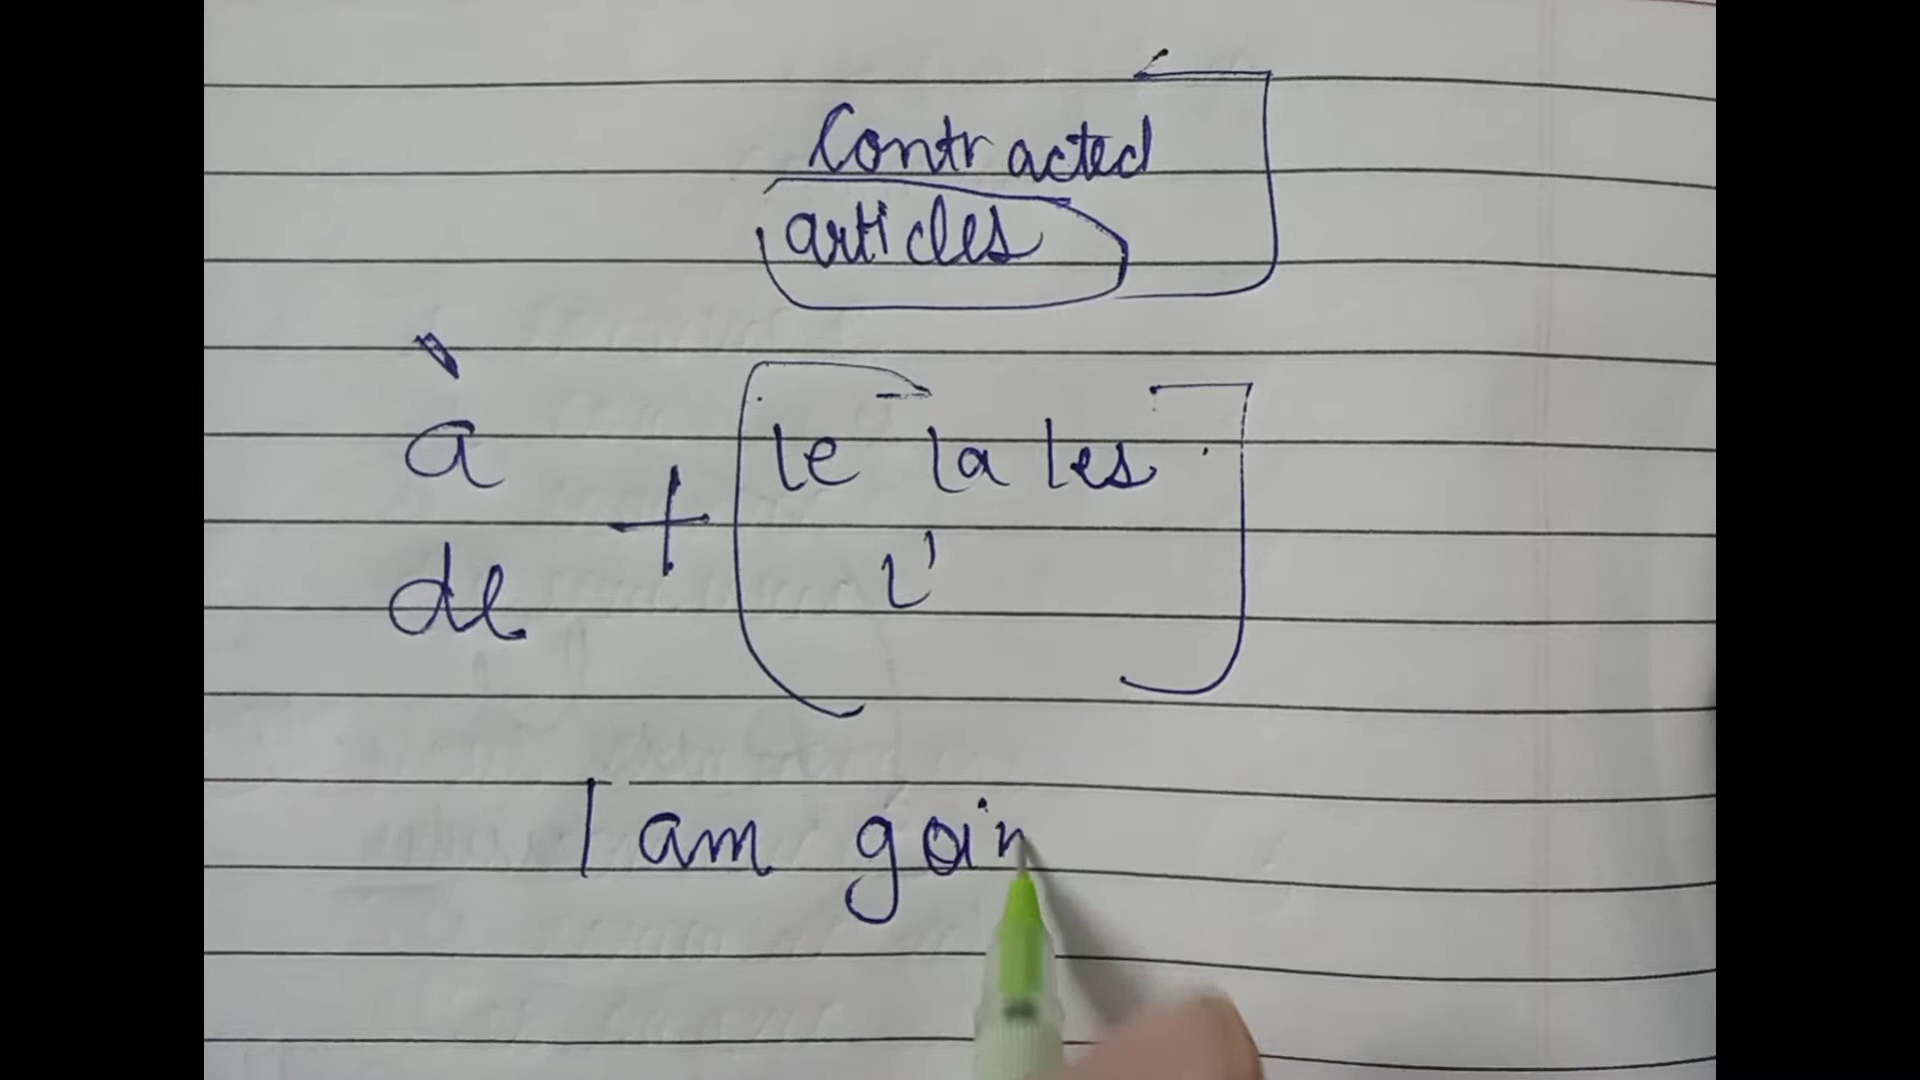 Contracted
articles
à
de
+
le la les
l'
I am goin